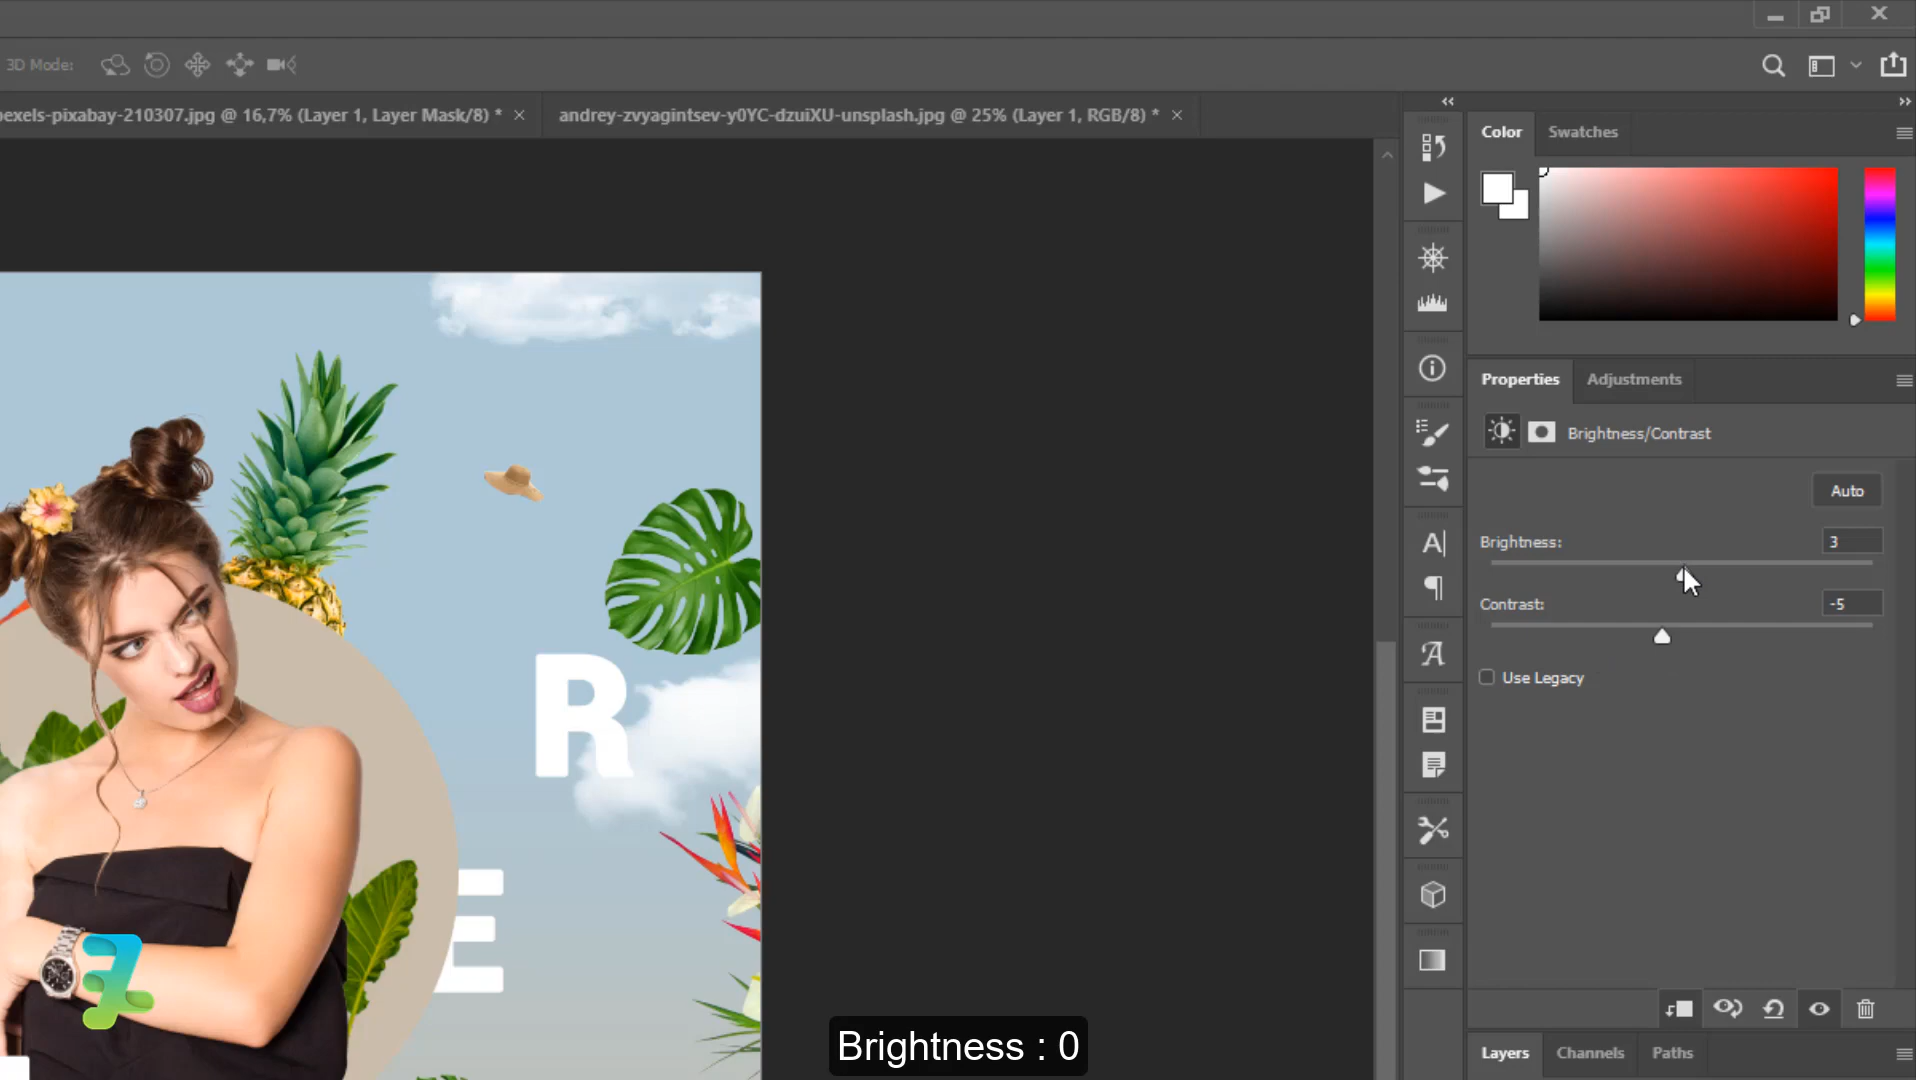 3D Mode:
pexels-pixabay-210307.jpg @ 16,7% (Layer 1, Layer Mask/8) *
andrey-zvyagintsev-y0YC-dzuiXU-unsplash.jpg @ 25% (Layer 1, RGB/8) *
Color
Swatches
Properties
Adjustments
Brightness/Contrast
Auto
Brightness:
3
Contrast:
-5
Use Legacy
R
E
Brightness : 0
Layers
Channels
Paths